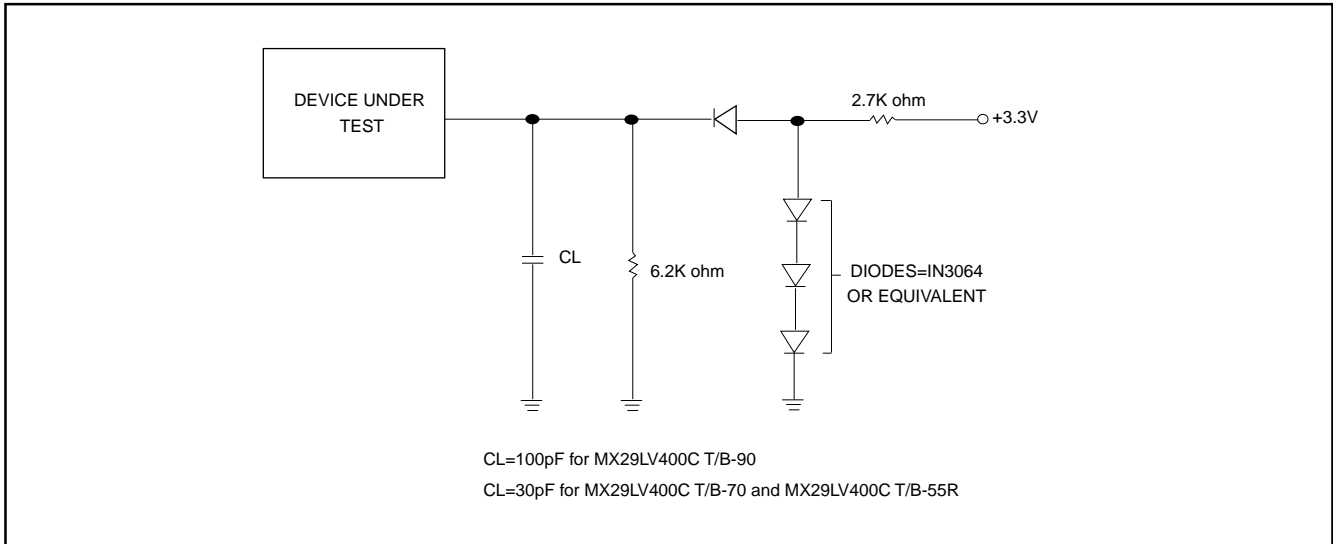 DEVICE UNDER
TEST
2.7K ohm
+3.3V
CL
6.2K ohm
DIODES=IN3064
OR EQUIVALENT
CL=100pF for MX29LV400C T/B-90
CL=30pF for MX29LV400C T/B-70 and MX29LV400C T/B-55R